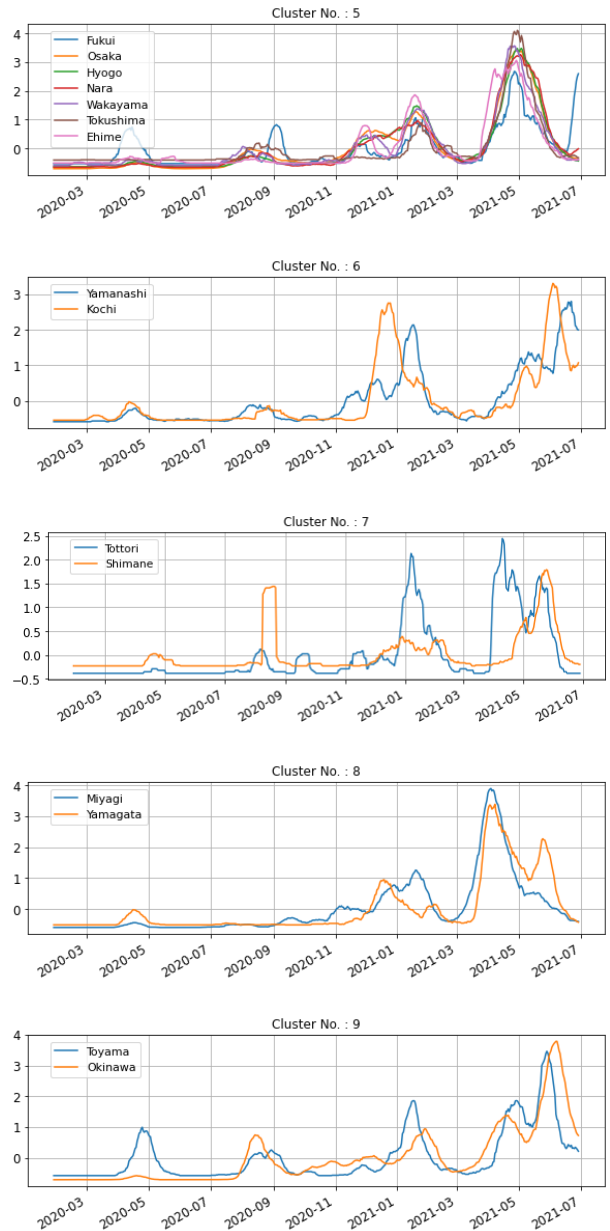 Cluster No. : 5
Fukui
Osaka
Hyogo
Nara
Wakayama
Tokushima
Ehime
4
3
2
1
0
2020-03 2020-05 2020-07 2020-09 2020-11 2021-01 2021-03 2021-05 2021-07
Cluster No. : 6
Yamanashi
Kochi
3
2
1
0
2020-03 2020-05 2020-07 2020-09 2020-11 2021-01 2021-03 2021-05 2021-07
Cluster No. : 7
Tottori
Shimane
2.5
2.0
1.5
1.0
0.5
0.0
−0.5
2020-03 2020-05 2020-07 2020-09 2020-11 2021-01 2021-03 2021-05 2021-07
Cluster No. : 8
Miyagi
Yamagata
4
3
2
1
0
2020-03 2020-05 2020-07 2020-09 2020-11 2021-01 2021-03 2021-05 2021-07
Cluster No. : 9
Toyama
Okinawa
4
3
2
1
0
2020-03 2020-05 2020-07 2020-09 2020-11 2021-01 2021-03 2021-05 2021-07